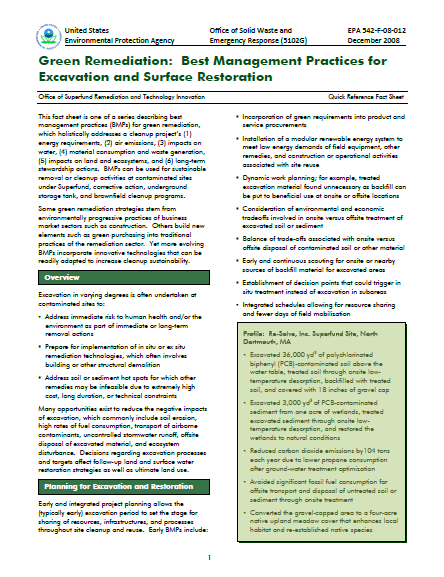 United States
Environmental Protection Agency
Office of Solid Waste and
Emergency Response (5102G)
EPA 542-F-08-012
December 2008
Green Remediation: Best Management Practices for
Excavation and Surface Restoration
Office of Superfund Remediation and Technology Innovation
Quick Reference Fact Sheet
This fact sheet is one of a series describing best
management practices (BMPs) for green remediation,
which holistically addresses a cleanup project's (1)
energy requirements, (2) air emissions, (3) impacts on
water, (4) material consumption and waste generation,
(5) impacts on land and ecosystems, and (6) long-term
stewardship actions. BMPs can be used for sustainable
removal or cleanup activities at contaminated sites
under Superfund, corrective action, underground
storage tank, and brownfield cleanup programs.
Some green remediation strategies stem from
environmentally progressive practices of business
market sectors such as construction. Others build new
elements such as green purchasing into traditional
practices of the remediation sector. Yet more evolving
BMPs incorporate innovative technologies that can be
readily adapted to increase cleanup sustainability.
Overview
Excavation in varying degrees is often undertaken at
contaminated sites to:
• Address immediate risk to human health and/or the
environment as part of immediate or long-term
removal actions
• Prepare for implementation of in situ or ex situ
remediation technologies, which often involves
building or other structural demolition
• Address soil or sediment hot spots for which other
remedies may be infeasible due to extremely high
cost, long duration, or technical constraints
Many opportunities exist to reduce the negative impacts
of excavation, which commonly include soil erosion,
high rates of fuel consumption, transport of airborne
contaminants, uncontrolled stormwater runoff, offsite
disposal of excavated material, and ecosystem
disturbance. Decisions regarding excavation processes
and targets affect follow-up land and surface water
restoration strategies as well as ultimate land use.
Planning for Excavation and Restoration
Early and integrated project planning allows the
(typically early) excavation period to set the stage for
sharing of resources, infrastructures, and processes
throughout site cleanup and reuse. Early BMPs include:
• Incorporation of green requirements into product and
service procurements
• Installation of a modular renewable energy system to
meet low energy demands of field equipment, other
remedies, and construction or operational activities
associated with site reuse
• Dynamic work planning; for example, treated
excavation material found unnecessary as backfill can
be put to beneficial use at onsite or offsite locations
• Consideration of environmental and economic
tradeoffs involved in onsite versus offsite treatment of
excavated soil or sediment
• Balance of trade-offs associated with onsite versus
offsite disposal of contaminated soil or other material
• Early and continuous scouting for onsite or nearby
sources of backfill material for excavated areas
• Establishment of decision points that could trigger in
situ treatment instead of excavation in subareas
• Integrated schedules allowing for resource sharing
and fewer days of field mobilization
Profile: Re-Solve, Inc. Superfund Site, North
Dartmouth, MA
• Excavated 36,000 yd³ of polychlorinated
biphenyl (PCB)-contaminated soil above the
water table, treated soil through onsite low-
temperature desorption, backfilled with treated
soil, and covered with 18 inches of gravel cap
• Excavated 3,000 yd³ of PCB-contaminated
sediment from one acre of wetlands, treated
excavated sediment through onsite low-
temperature desorption, and restored the
wetlands to natural conditions
• Reduced carbon dioxide emissions by 104 tons
each year due to lower propane consumption
after ground-water treatment optimization
• Avoided significant fossil fuel consumption for
offsite transport and disposal of untreated soil or
sediment through onsite treatment
• Converted the gravel-capped area to a four-acre
native upland meadow cover that enhances local
habitat and re-established native species
1